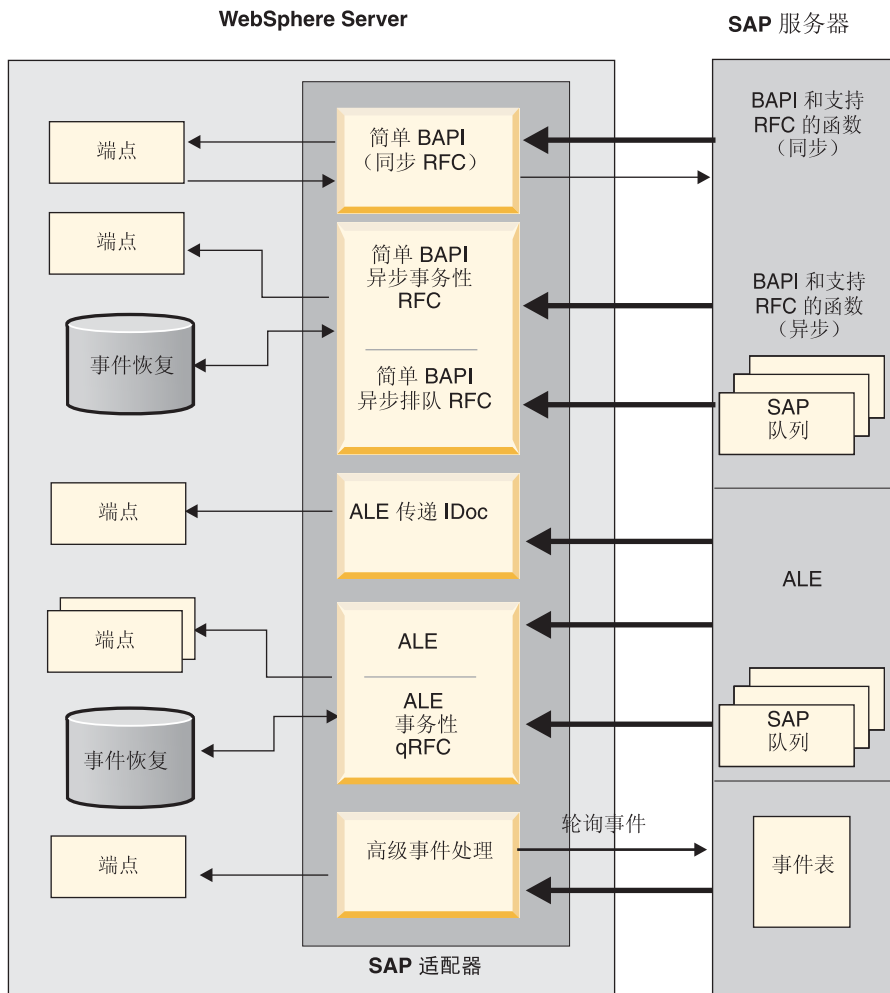 WebSphere Server
SAP 服务器
端点
简单 BAPI
（同步 RFC）
BAPI 和支持
RFC 的函数
（同步）
端点
事件恢复
简单 BAPI
异步事务性
RFC
简单 BAPI
异步排队 RFC
BAPI 和支持
RFC 的函数
（异步）
SAP
队列
端点
ALE 传递 IDoc
ALE
端点
事件恢复
ALE
ALE
事务性
qRFC
SAP
队列
端点
高级事件处理
轮询事件
事件表
SAP 适配器